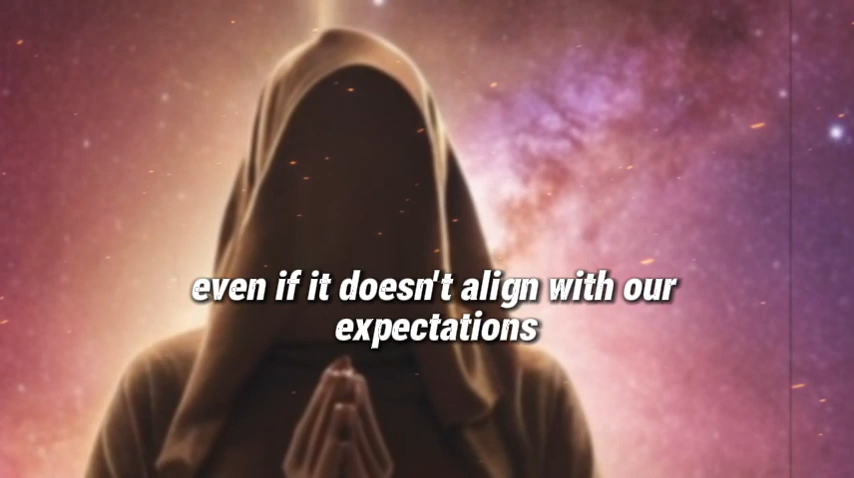 even if it doesn't align with our
expectations